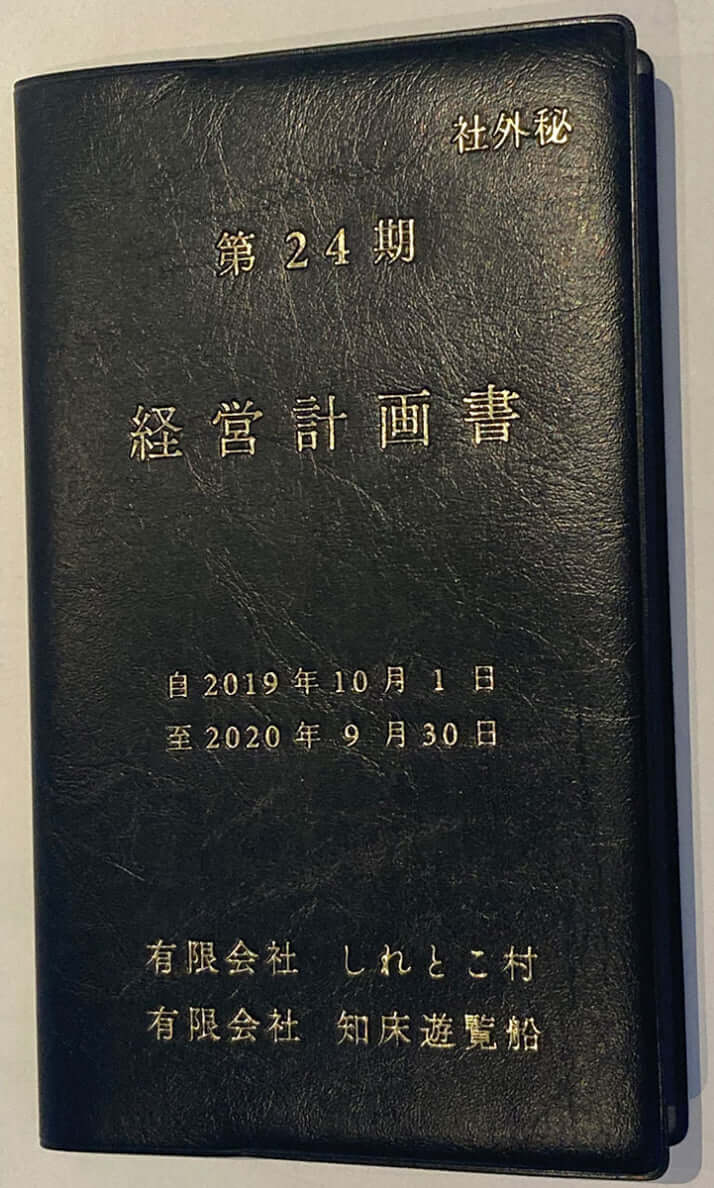 社外秘
第24期
経営計画書
自2019年10月1日
至2020年9月30日
有限会社 しれとこ村
有限会社 知床遊覧船